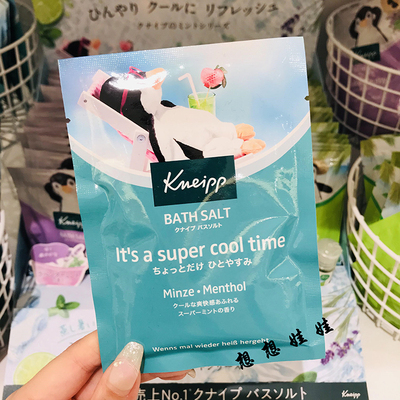 ひんやり クールに リフレッシュ
クナイプのミントシリーズ
Kneipp
Kneipp
BATH SALT
クナイプ バスソルト
It's a super cool time
ちょっとだけ ひとやすみ
Minze・Menthol
クールな爽快感あふれる
スーパーミントの香り
Wenns mal wieder heiß hergeht
想想娃娃
売上No.1 クナイプ バスソルト
Kneipp